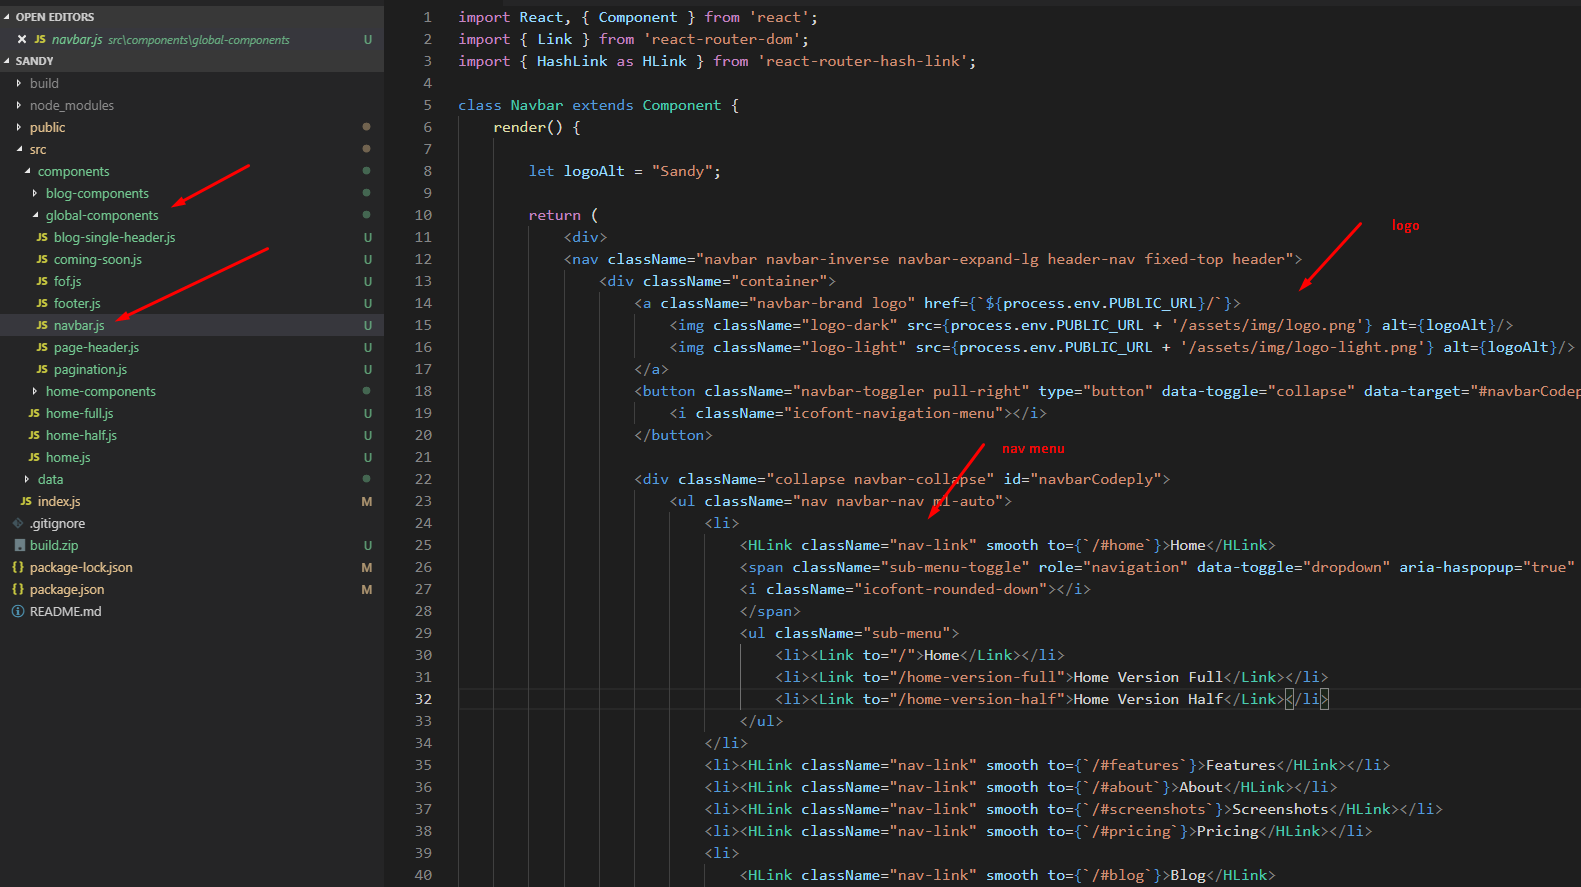 OPEN EDITORS
JS navbar.js src\components\global-components U
SANDY
build
node_modules
public
src
components
blog-components
global-components
JS blog-single-header.js U
JS coming-soon.js U
JS fof.js U
JS footer.js U
JS navbar.js U
JS page-header.js U
JS pagination.js U
home-components
JS home-full.js U
JS home-half.js U
JS home.js U
data
JS index.js M
.gitignore
build.zip U
{} package-lock.json M
{} package.json M
README.md
1 import React, { Component } from 'react';
2 import { Link } from 'react-router-dom';
3 import { HashLink as HLink } from 'react-router-hash-link';
4
5 class Navbar extends Component {
6 render() {
7
8 let logoAlt = "Sandy";
9
10 return (
11 <div>
12 <nav className="navbar navbar-inverse navbar-expand-lg header-nav fixed-top header">
13 <div className="container">
14 <a className="navbar-brand logo" href={`${process.env.PUBLIC_URL}/`}>
15 <img className="logo-dark" src={process.env.PUBLIC_URL + '/assets/img/logo.png'} alt={logoAlt}/>
16 <img className="logo-light" src={process.env.PUBLIC_URL + '/assets/img/logo-light.png'} alt={logoAlt}/>
17 </a>
18 <button className="navbar-toggler pull-right" type="button" data-toggle="collapse" data-target="#navbarCodep
19 <i className="icofont-navigation-menu"></i>
20 </button>
21
22 <div className="collapse navbar-collapse" id="navbarCodeply">
23 <ul className="nav navbar-nav ml-auto">
24 <li>
25 <HLink className="nav-link" smooth to={`/#home`}>Home</HLink>
26 <span className="sub-menu-toggle" role="navigation" data-toggle="dropdown" aria-haspopup="true"
27 <i className="icofont-rounded-down"></i>
28 </span>
29 <ul className="sub-menu">
30 <li><Link to="/">Home</Link></li>
31 <li><Link to="/home-version-full">Home Version Full</Link></li>
32 <li><Link to="/home-version-half">Home Version Half</Link></li>
33 </ul>
34 </li>
35 <li><HLink className="nav-link" smooth to={`/#features`}>Features</HLink></li>
36 <li><HLink className="nav-link" smooth to={`/#about`}>About</HLink></li>
37 <li><HLink className="nav-link" smooth to={`/#screenshots`}>Screenshots</HLink></li>
38 <li><HLink className="nav-link" smooth to={`/#pricing`}>Pricing</HLink></li>
39 <li>
40 <HLink className="nav-link" smooth to={`/#blog`}>Blog</HLink>
logo
nav menu